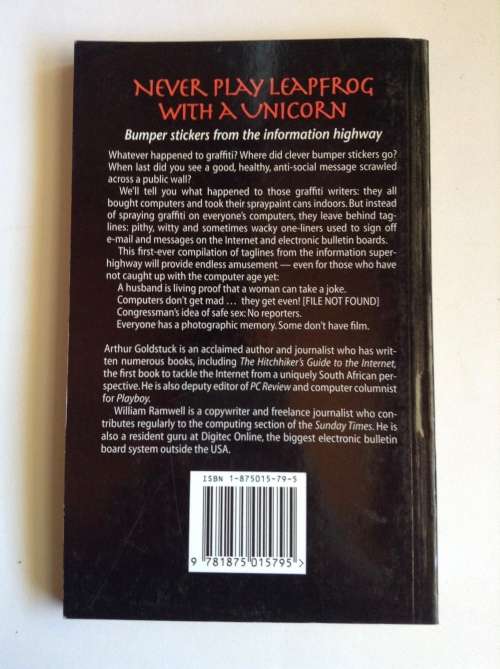 NEVER PLAY LEAPFROG
WITH A UNICORN
Bumper stickers from the information highway
Whatever happened to graffiti? Where did clever bumper stickers go?
When last did you see a good, healthy, anti-social message scrawled
across a public wall?
We'll tell you what happened to those graffiti writers: they all
bought computers and took their spraypaint cans indoors. But instead
of spraying graffiti on everyone's computers, they leave behind tag-
lines: pithy, witty and sometimes wacky one-liners used to sign off
e-mail and messages on the Internet and electronic bulletin boards.
This first-ever compilation of taglines from the information super-
highway will provide endless amusement — even for those who have
not caught up with the computer age yet:
A husband is living proof that a woman can take a joke.
Computers don't get mad ... they get even! [FILE NOT FOUND]
Congressman's idea of safe sex: No reporters.
Everyone has a photographic memory. Some don't have film.
Arthur Goldstuck is an acclaimed author and journalist who has writ-
ten numerous books, including The Hitchhiker's Guide to the Internet,
the first book to tackle the Internet from a uniquely South African per-
spective. He is also deputy editor of PC Review and computer columnist
for Playboy.
William Ramwell is a copywriter and freelance journalist who con-
tributes regularly to the computing section of the Sunday Times. He is
also a resident guru at Digitec Online, the biggest electronic bulletin
board system outside the USA.
ISBN 1-875015-79-5
9 781875 015795 >